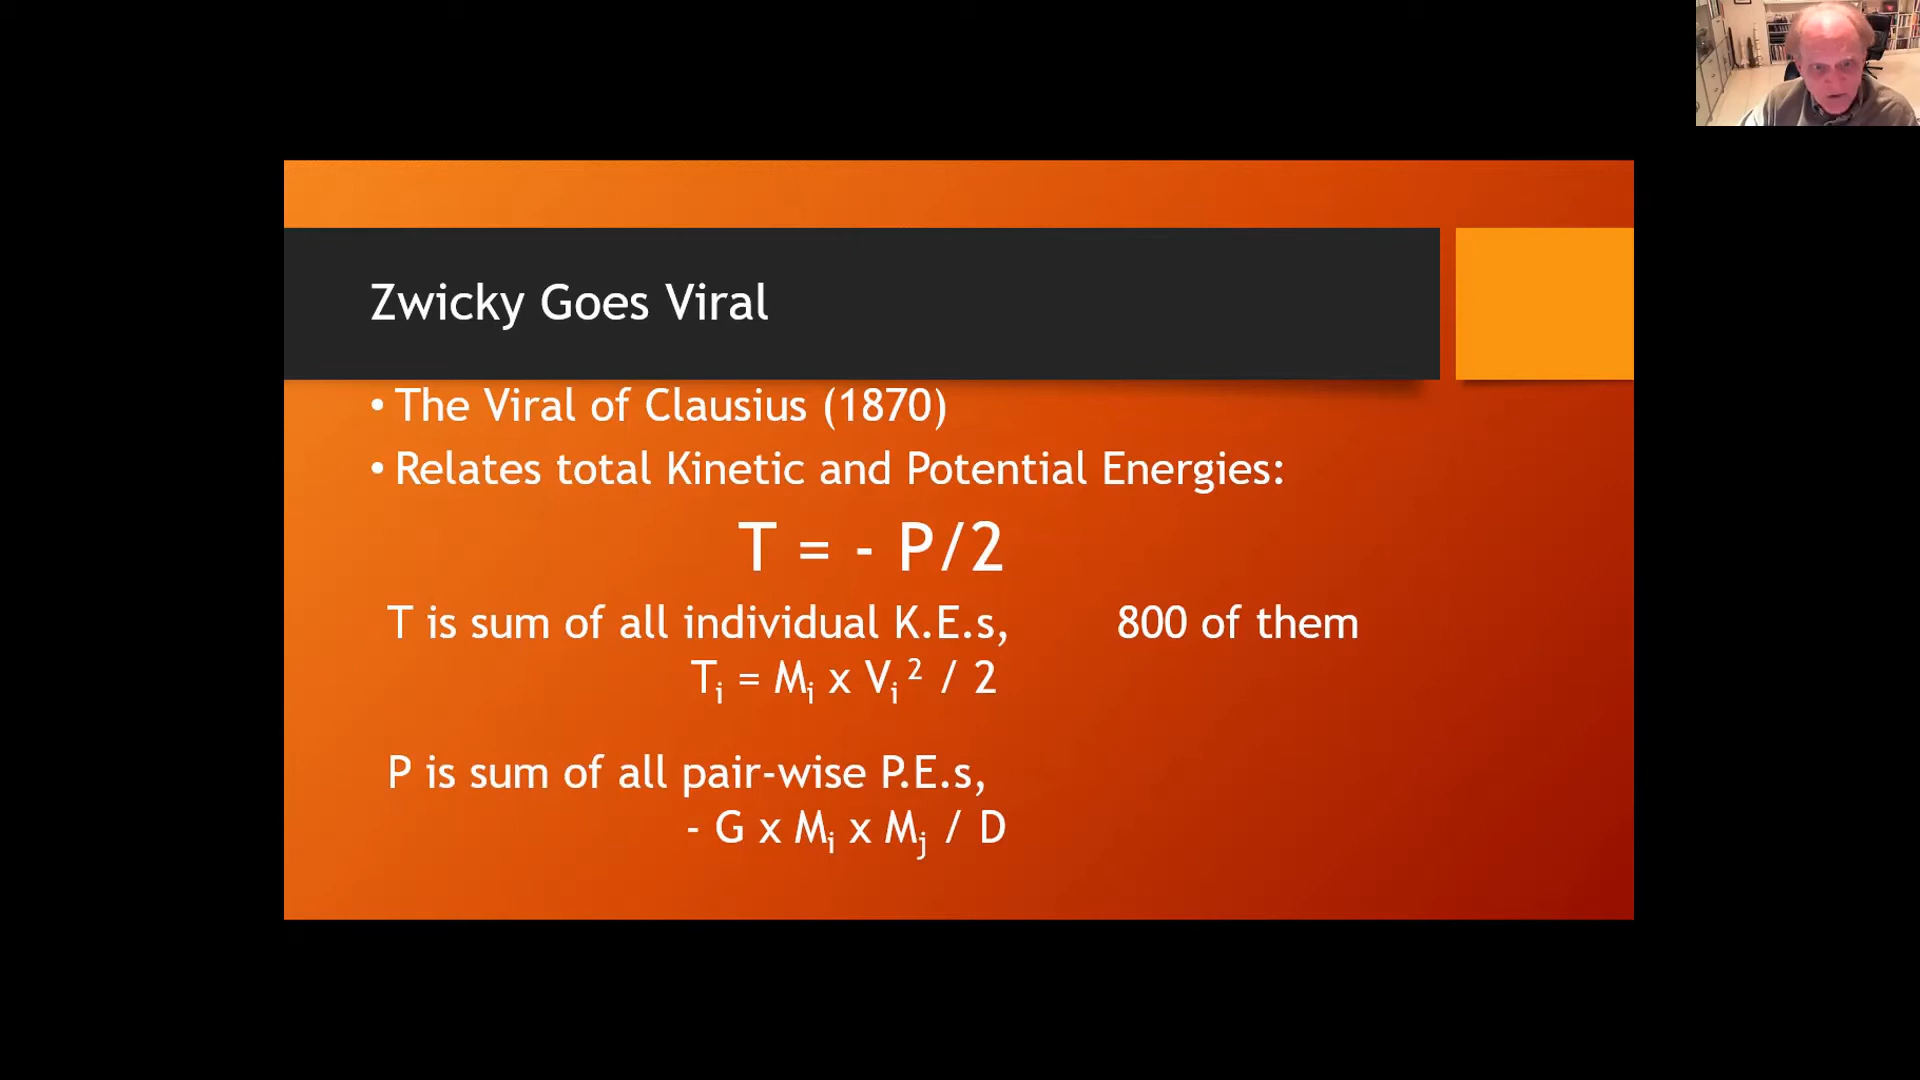 Zwicky Goes Viral
• The Viral of Clausius (1870)
• Relates total Kinetic and Potential Energies:
T = - P/2
T is sum of all individual K.E.s, 800 of them
Tᵢ = Mᵢ x Vᵢ² / 2
P is sum of all pair-wise P.E.s,
- G x Mᵢ x Mⱼ / D